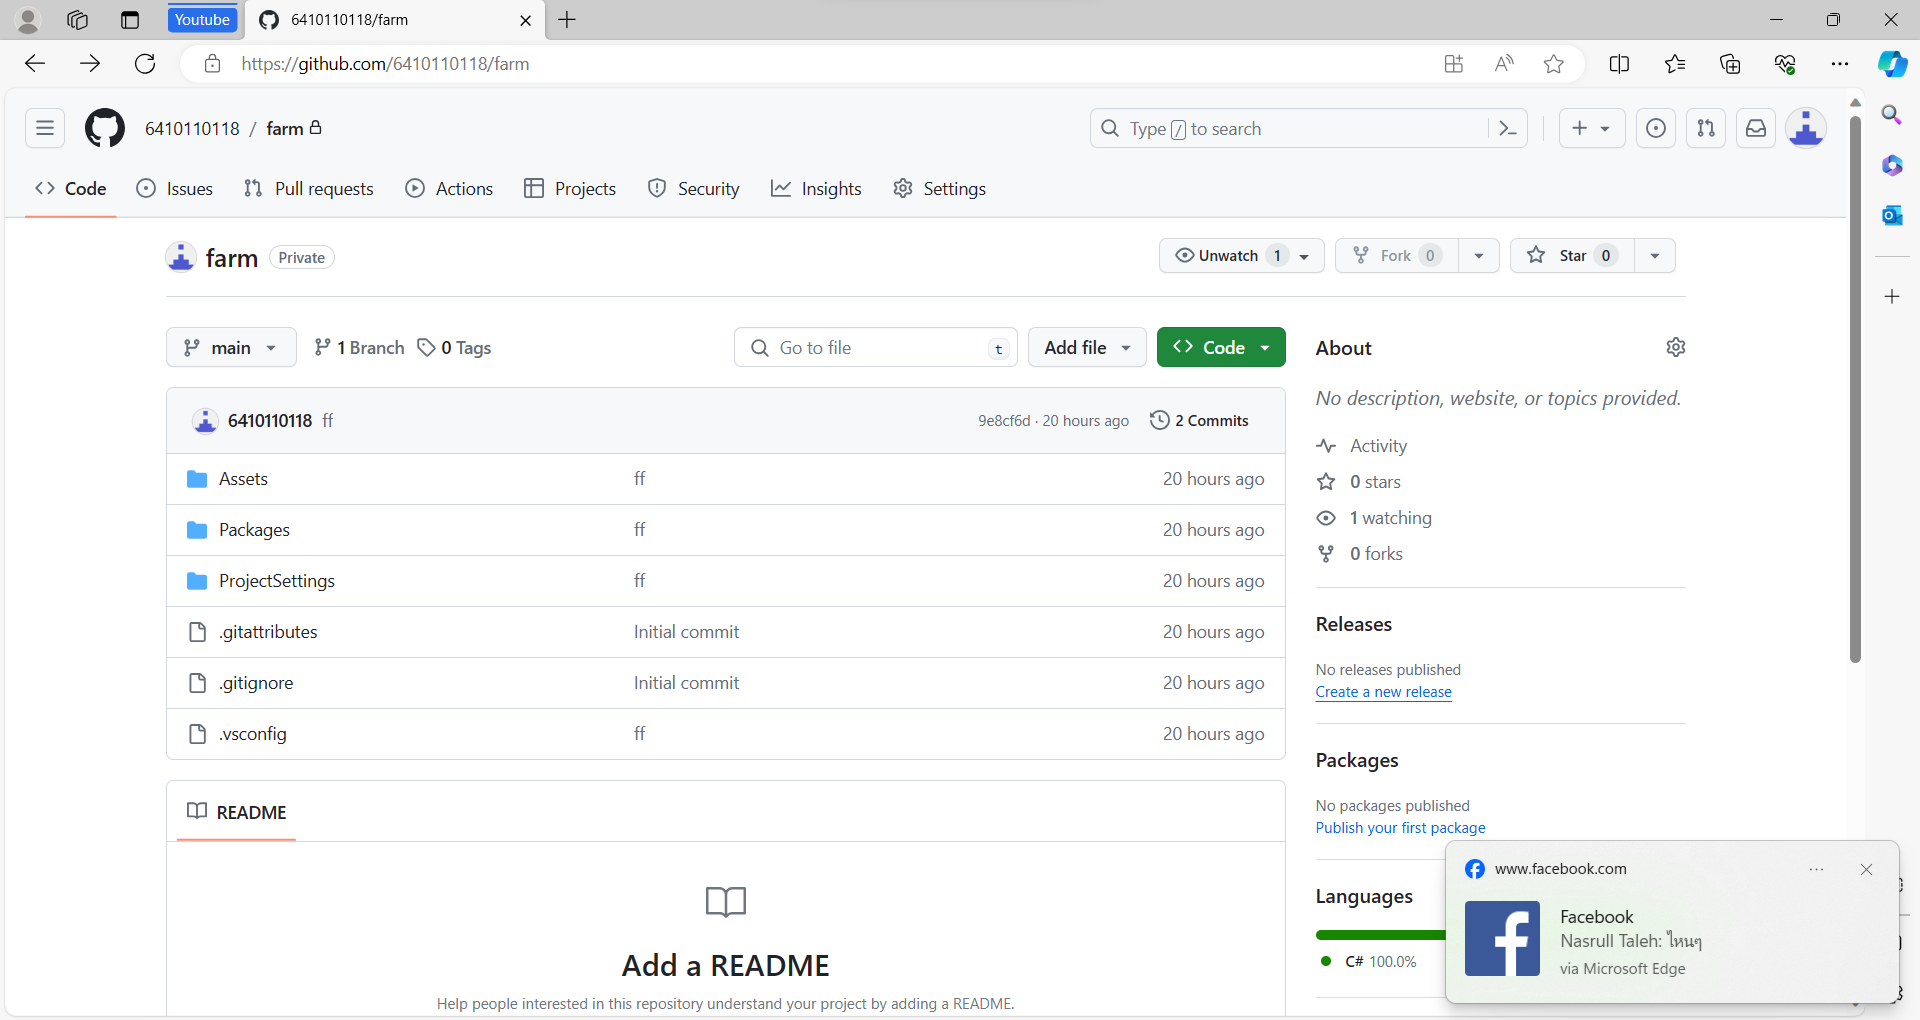 Youtube
6410110118/farm
https://github.com/6410110118/farm
6410110118 / farm
Type / to search
Code Issues Pull requests Actions Projects Security Insights Settings
farm Private
Unwatch 1 Fork 0 Star 0
main 1 Branch 0 Tags
Go to file t Add file Code
6410110118 ff 9e8cf6d · 20 hours ago 2 Commits
Assets ff 20 hours ago
Packages ff 20 hours ago
ProjectSettings ff 20 hours ago
.gitattributes Initial commit 20 hours ago
.gitignore Initial commit 20 hours ago
.vsconfig ff 20 hours ago
README
Add a README
Help people interested in this repository understand your project by adding a README.
About
No description, website, or topics provided.
Activity
0 stars
1 watching
0 forks
Releases
No releases published
Create a new release
Packages
No packages published
Publish your first package
Languages
C# 100.0%
www.facebook.com
Facebook
Nasrull Taleh: ไหนๆ
via Microsoft Edge